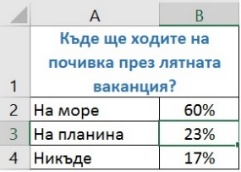 A B
1 Къде ще ходите на
почивка през лятната
ваканция?
2 На море 60%
3 На планина 23%
4 Никъде 17%